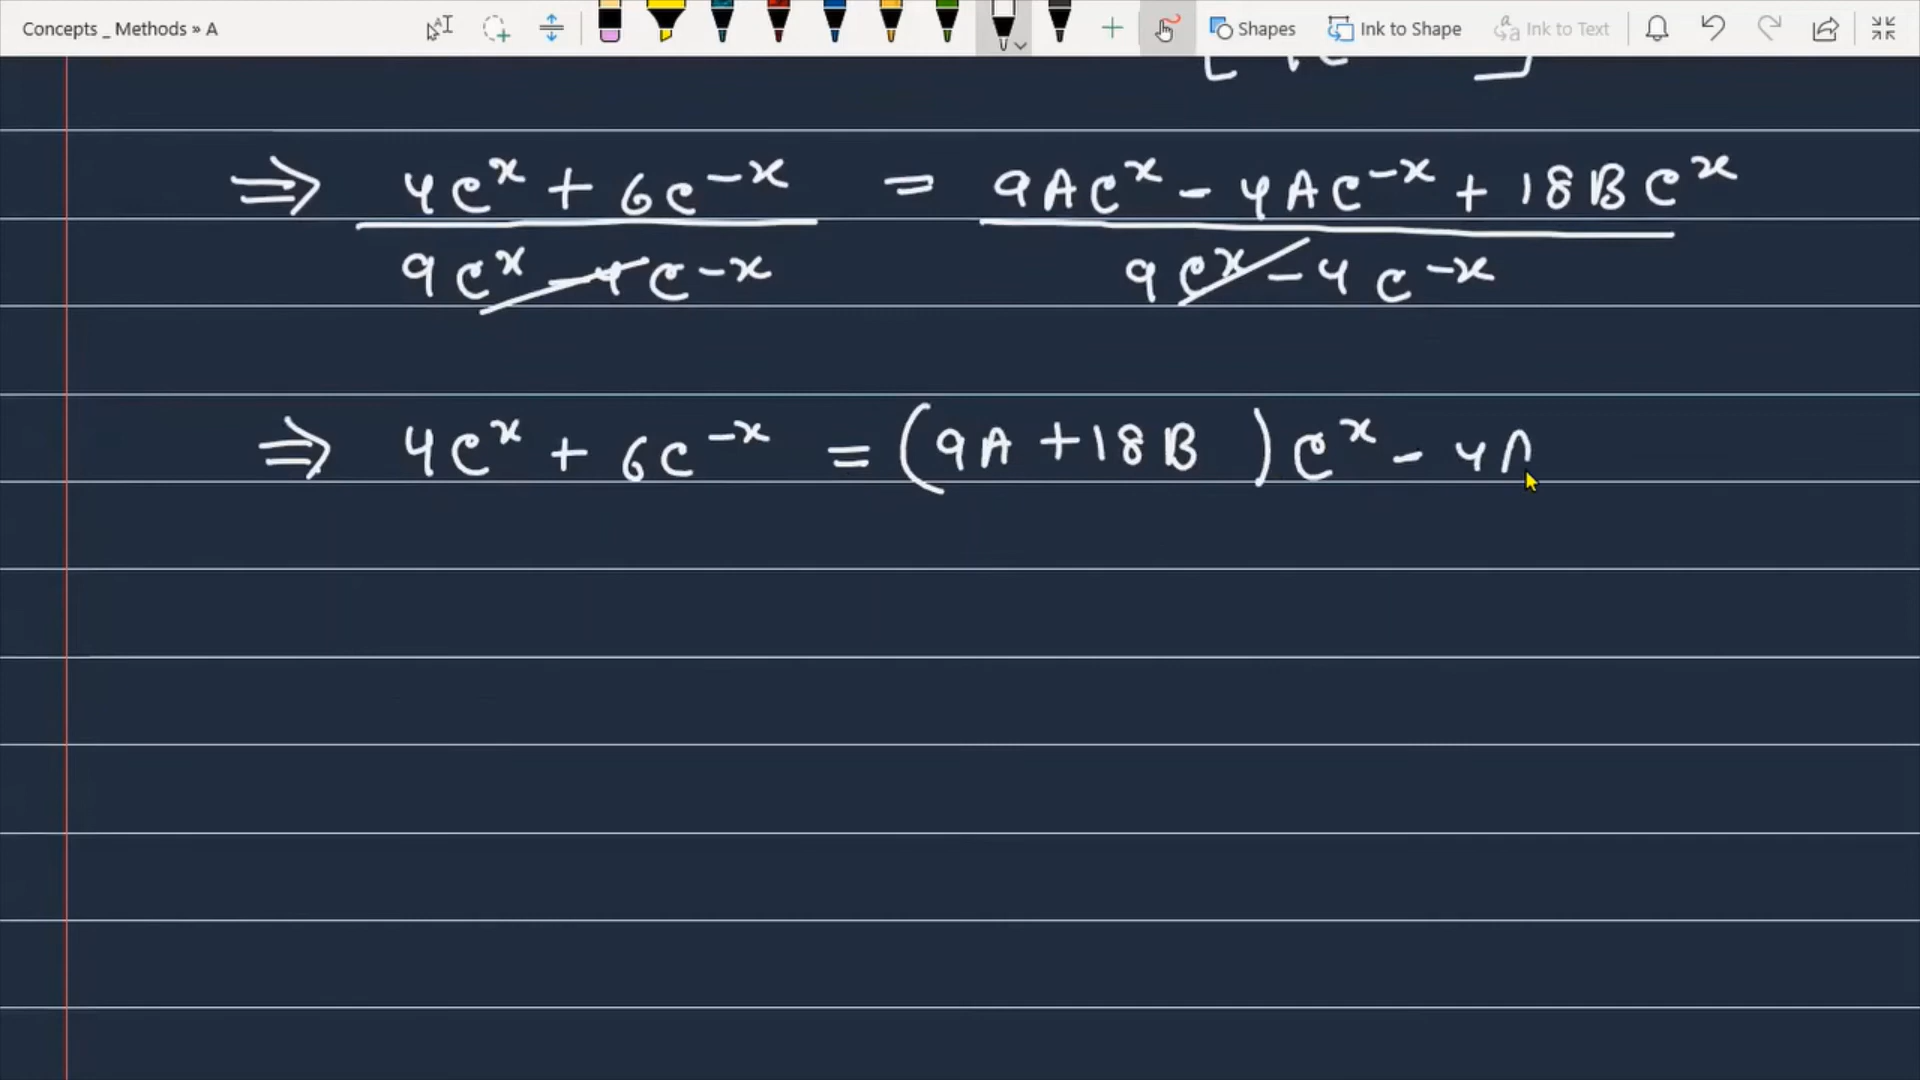 Concepts _ Methods » A
Shapes Ink to Shape Ink to Text
⇒ 4e^x + 6e^-x = 9Ae^x - 4Ae^-x + 18Be^x
9e^x - 4e^-x 9e^x - 4e^-x
⇒ 4e^x + 6e^-x = (9A + 18B) e^x - 4A